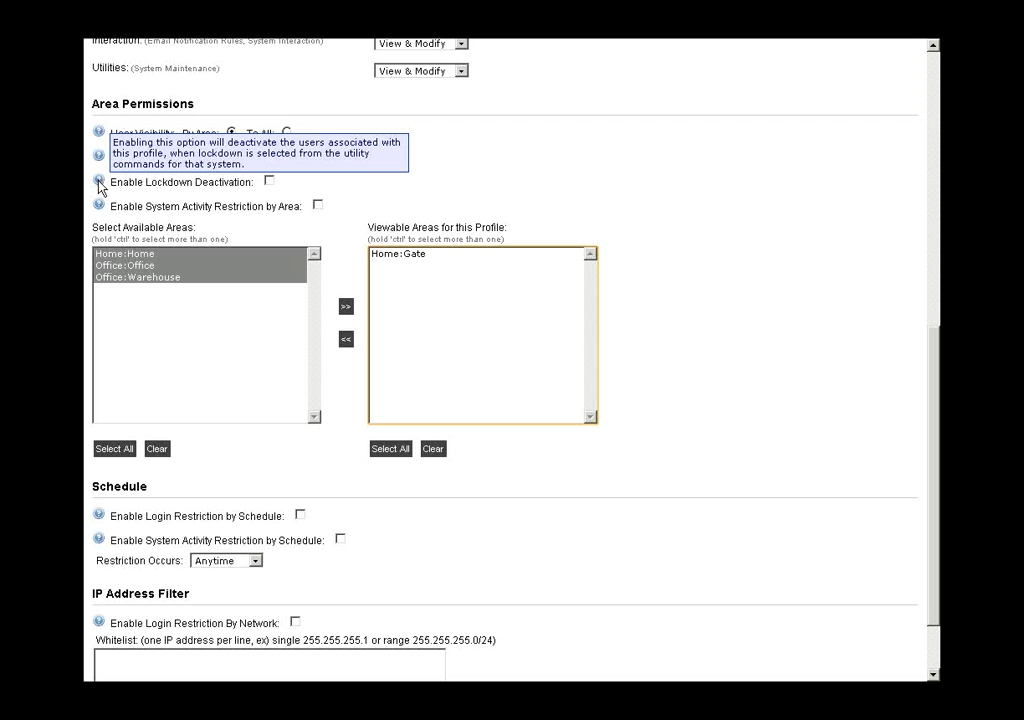 Interaction: (Email Notification Rules, System Interaction)
View & Modify
Utilities: (System Maintenance)
View & Modify
Area Permissions
User Visibility - By Area: To All:
Enabling this option will deactivate the users associated with
this profile, when lockdown is selected from the utility
commands for that system.
Enable Lockdown Deactivation:
Enable System Activity Restriction by Area:
Select Available Areas:
(hold 'ctrl' to select more than one)
Home:Home
Office:Office
Office:Warehouse
>>
<<
Viewable Areas for this Profile:
(hold 'ctrl' to select more than one)
Home:Gate
Select All Clear
Select All Clear
Schedule
Enable Login Restriction by Schedule:
Enable System Activity Restriction by Schedule:
Restriction Occurs: Anytime
IP Address Filter
Enable Login Restriction By Network:
Whitelist: (one IP address per line, ex) single 255.255.255.1 or range 255.255.255.0/24)